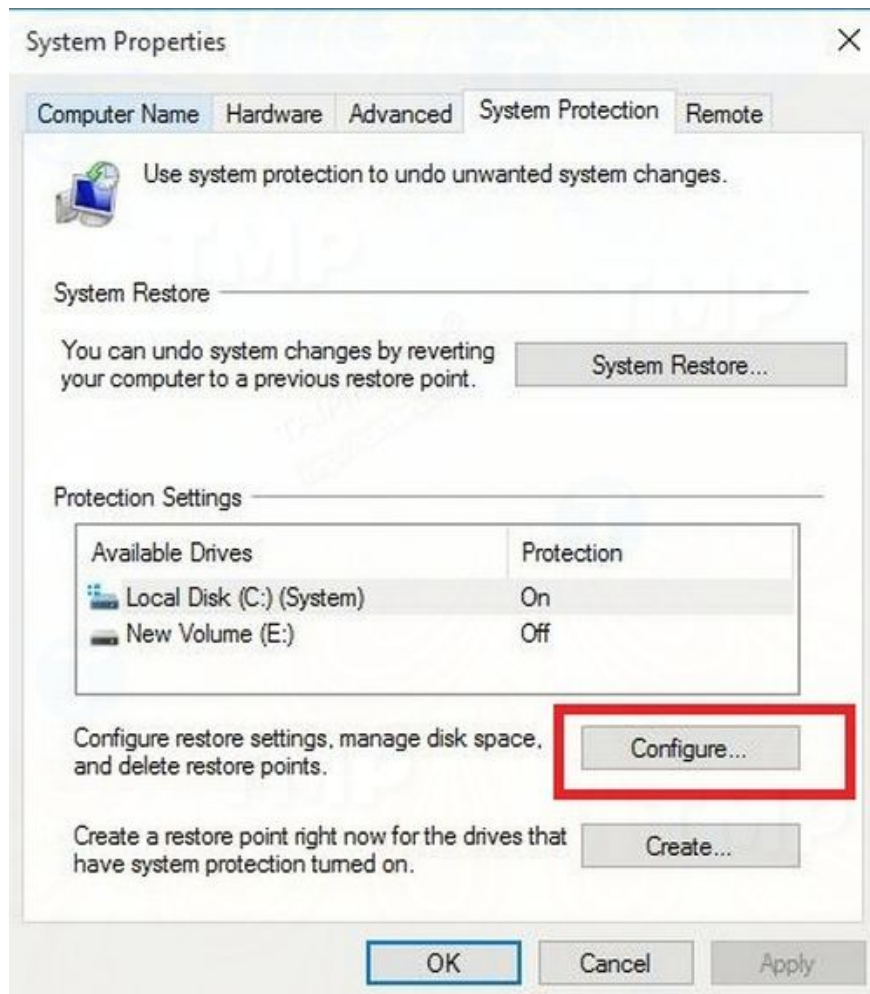 System Properties
Computer Name Hardware Advanced System Protection Remote
Use system protection to undo unwanted system changes.
System Restore
You can undo system changes by reverting
your computer to a previous restore point.
System Restore...
Protection Settings
Available Drives Protection
Local Disk (C:) (System) On
New Volume (E:) Off
Configure restore settings, manage disk space,
and delete restore points.
Configure...
Create a restore point right now for the drives that
have system protection turned on.
Create...
OK Cancel Apply
TMP